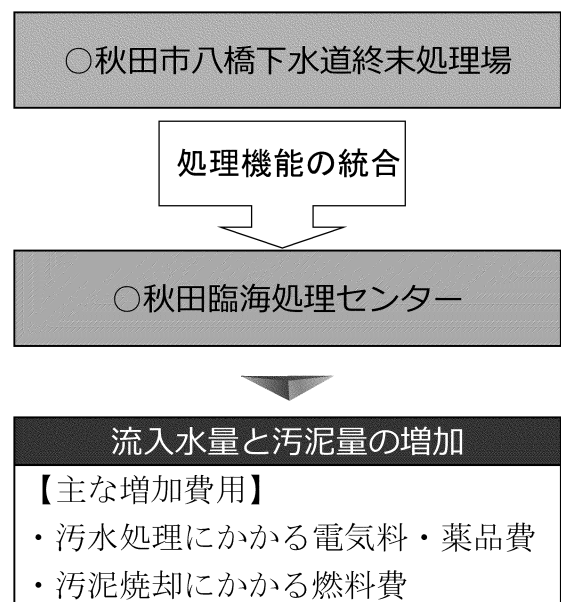 ○秋田市八橋下水道終末処理場
処理機能の統合
○秋田臨海処理センター
流入水量と汚泥量の増加
【主な増加費用】
・汚水処理にかかる電気料・薬品費
・汚泥焼却にかかる燃料費